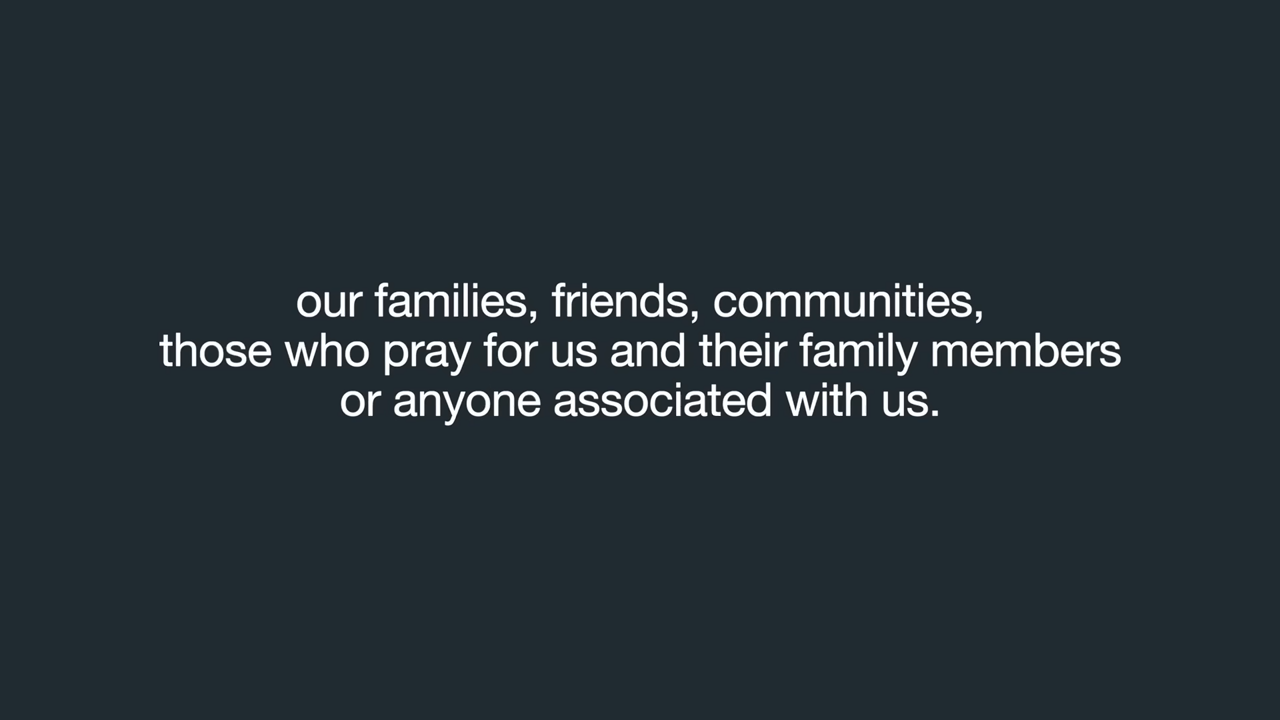 our families, friends, communities,
those who pray for us and their family members
or anyone associated with us.